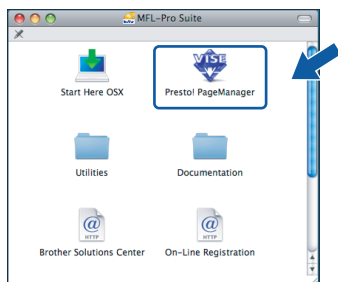 MFL-Pro Suite
Start Here OSX
VISE
Presto! PageManager
Utilities
Documentation
@
HTTP
@
HTTP
Brother Solutions Center
On-Line Registration